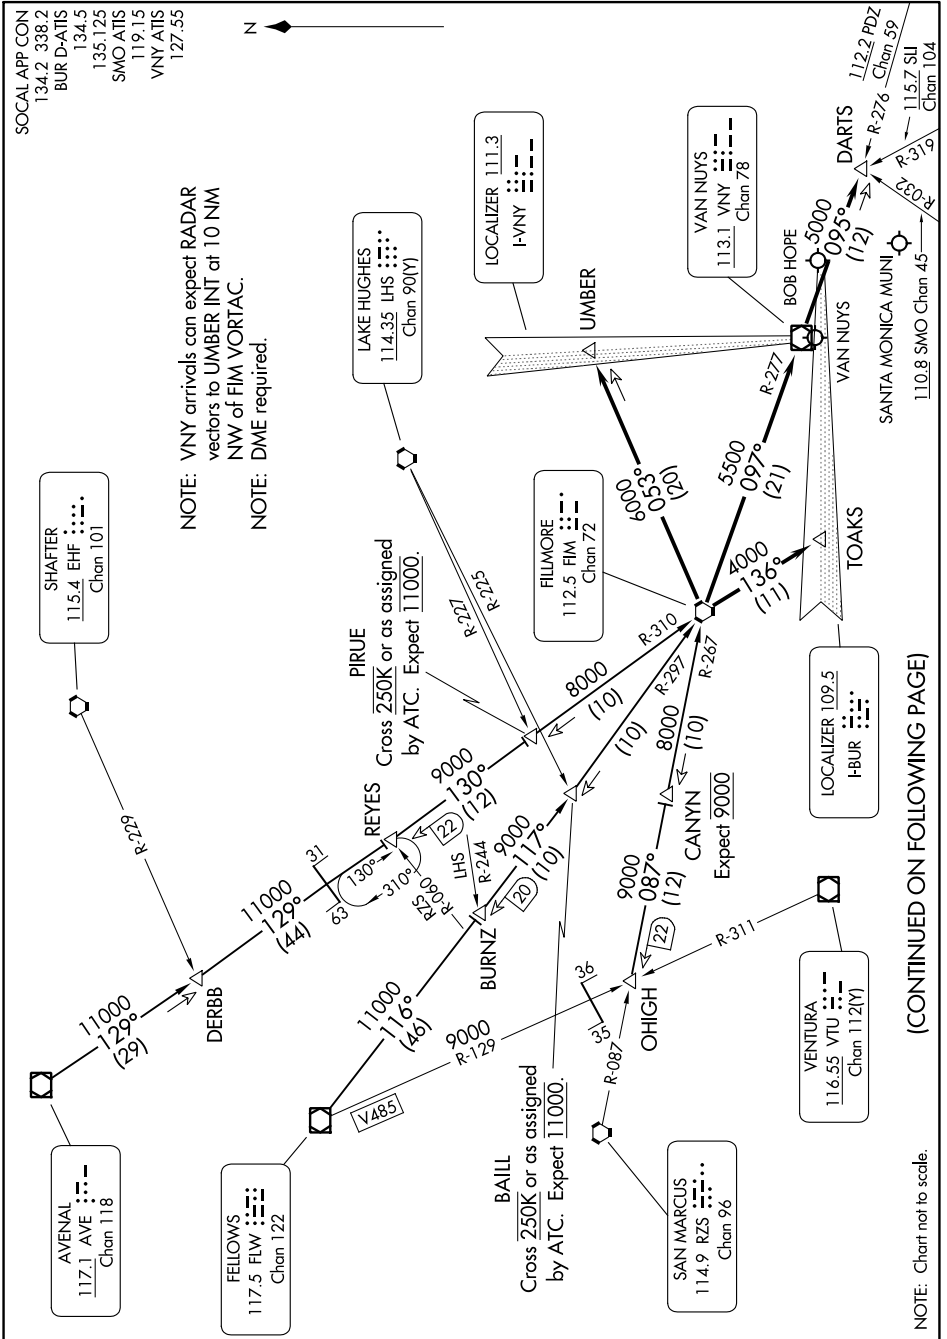 SOCAL APP CON
134.2 338.2
BUR D-ATIS
134.5
135.125
SMO ATIS
119.15
VNY ATIS
127.55
N
NOTE: VNY arrivals can expect RADAR
vectors to UMBER INT at 10 NM
NW of FIM VORTAC.
NOTE: DME required.
SHAFTER
115.4 EHF
Chan 101
LAKE HUGHES
114.35 LHS
Chan 90(Y)
LOCALIZER 111.3
I-VNY
VAN NUYS
113.1 VNY
Chan 78
112.2 PDZ
Chan 59
R-276
115.7 SLI
Chan 104
R-319
R-032
DARTS
5000
095°
(12)
BOB HOPE
VAN NUYS
SANTA MONICA MUNI
110.8 SMO Chan 45
UMBER
6000
053°
(20)
R-277
5500
097°
(21)
4000
136°
(11)
TOAKS
FILLMORE
112.5 FIM
Chan 72
LOCALIZER 109.5
I-BUR
R-227
R-225
PIRUE
Cross 250K or as assigned
by ATC. Expect 11000.
R-310
8000
(10)
R-297
(10)
R-267
8000
(10)
AVENAL
117.1 AVE
Chan 118
11000
129°
(29)
DERBB
R-229
11000
129°
(44)
31
63
REYES
130°
310°
22
9000
130°
(12)
RZS
R-060
LHS
R-244
FELLOWS
117.5 FLW
Chan 122
11000
116°
(46)
BURNZ
20
9000
117°
(10)
V485
9000
R-129
36
35
BAILL
Cross 250K or as assigned
by ATC. Expect 11000.
OHIGH
22
9000
087°
(12)
CANYN
Expect 9000
R-087
R-311
SAN MARCUS
114.9 RZS
Chan 96
VENTURA
116.55 VTU
Chan 112(Y)
(CONTINUED ON FOLLOWING PAGE)
NOTE: Chart not to scale.